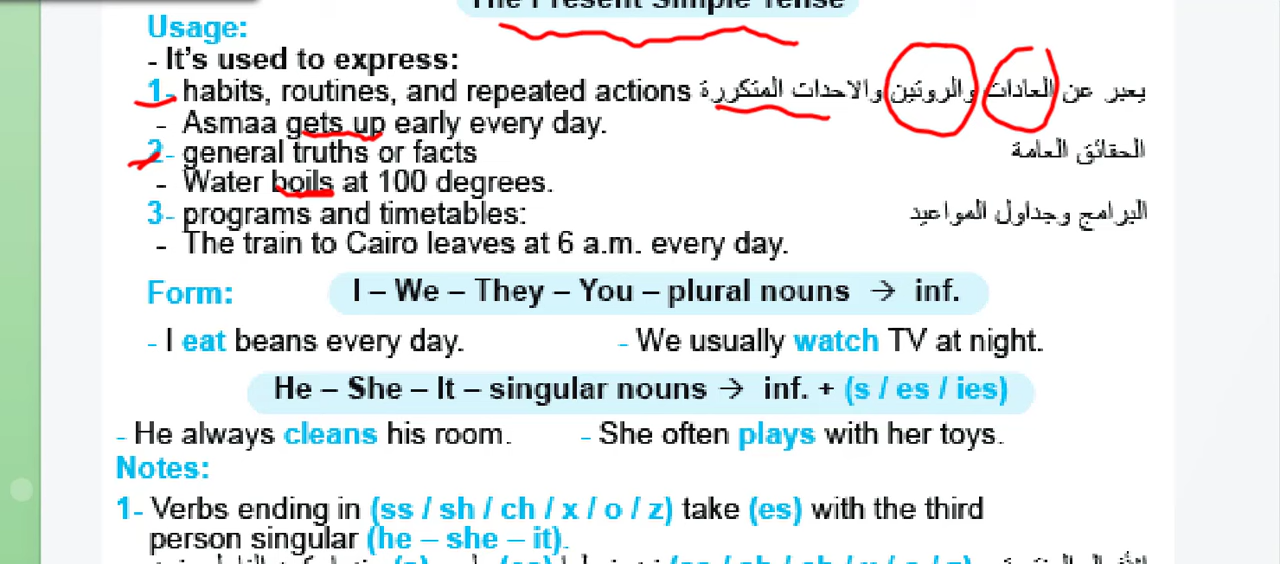 The Present Simple Tense
Usage:
- It's used to express:
1- habits, routines, and repeated actions يعبر عن العادات والروتين والاحداث المتكررة
- Asmaa gets up early every day.
2- general truths or facts الحقائق العامة
- Water boils at 100 degrees.
3- programs and timetables: البرامج وجداول المواعيد
- The train to Cairo leaves at 6 a.m. every day.
Form: I – We – They – You – plural nouns → inf.
- I eat beans every day. - We usually watch TV at night.
He – She – It – singular nouns → inf. + (s / es / ies)
- He always cleans his room. - She often plays with her toys.
Notes:
1- Verbs ending in (ss / sh / ch / x / o / z) take (es) with the third
person singular (he – she – it).